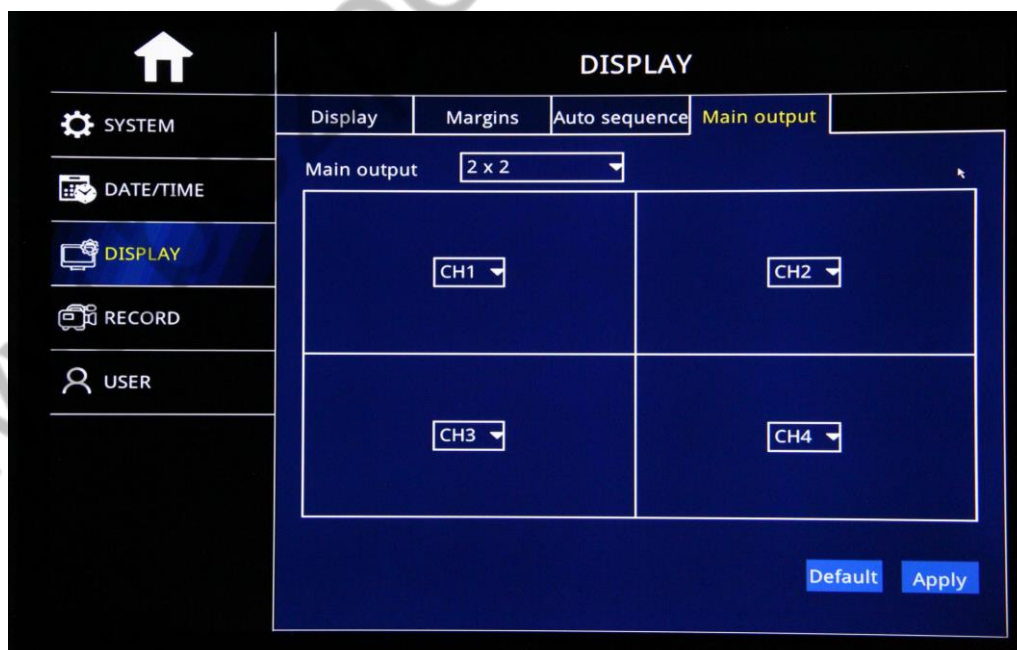 DISPLAY
SYSTEM
DATE/TIME
DISPLAY
RECORD
USER
Display Margins Auto sequence Main output
Main output 2 x 2
CH1 CH2
CH3 CH4
Default Apply